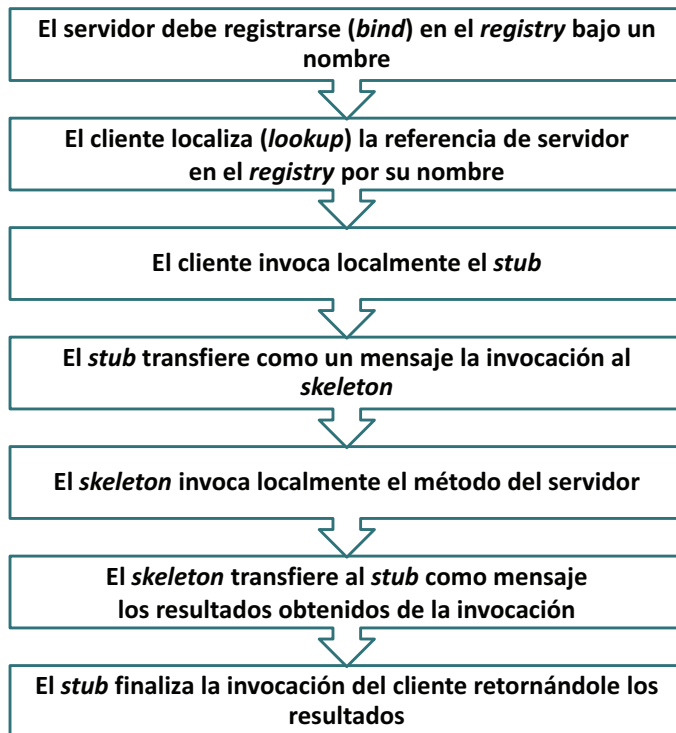 El servidor debe registrarse (bind) en el registry bajo un
nombre
El cliente localiza (lookup) la referencia de servidor
en el registry por su nombre
El cliente invoca localmente el stub
El stub transfiere como un mensaje la invocación al
skeleton
El skeleton invoca localmente el método del servidor
El skeleton transfiere al stub como mensaje
los resultados obtenidos de la invocación
El stub finaliza la invocación del cliente retornándole los
resultados